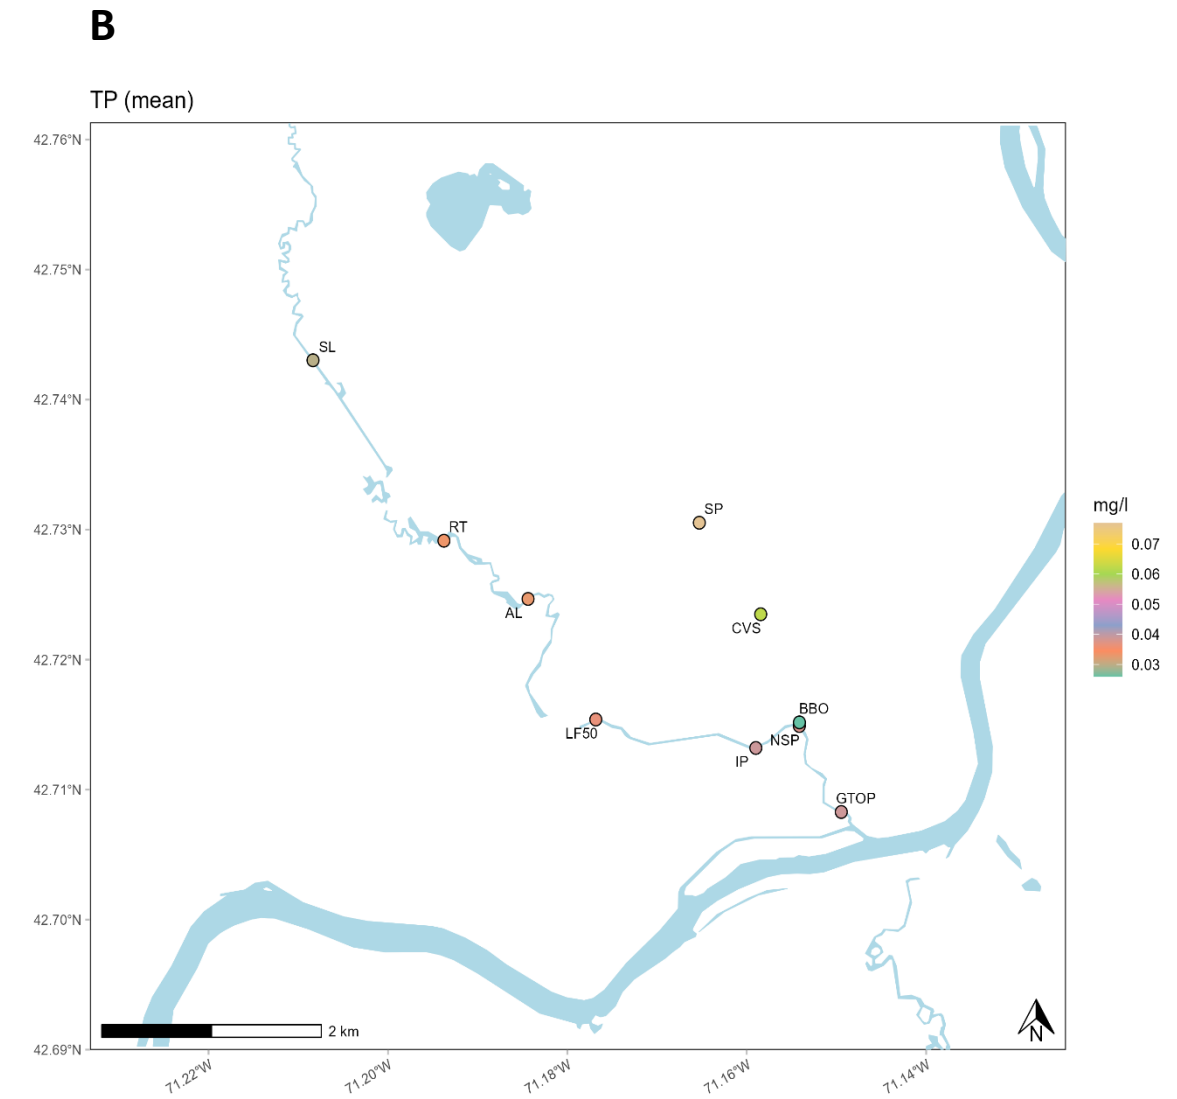 B
TP (mean)
42.76°N
42.75°N
42.74°N
42.73°N
42.72°N
42.71°N
42.70°N
42.69°N
SL
RT
SP
AL
CVS
BBO
LF50
NSP
IP
GTOP
mg/l
0.07
0.06
0.05
0.04
0.03
2 km
N
71.22°W
71.20°W
71.18°W
71.16°W
71.14°W